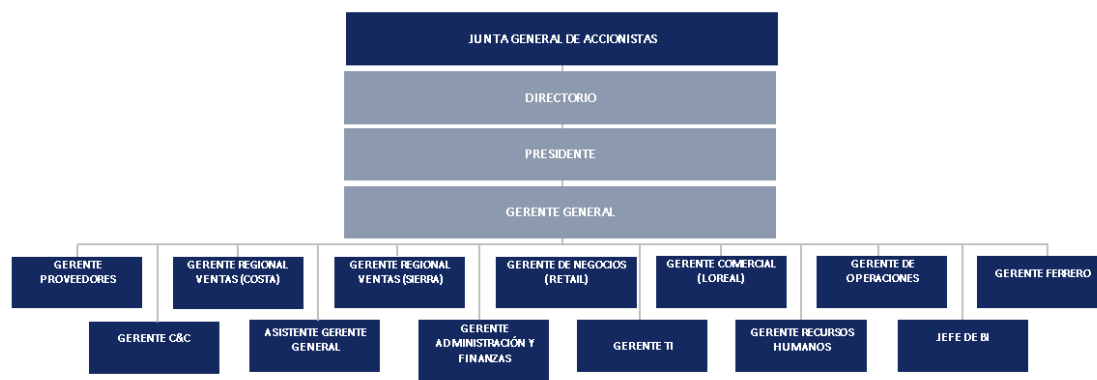 JUNTA GENERAL DE ACCIONISTAS
DIRECTORIO
PRESIDENTE
GERENTE GENERAL
GERENTE
PROVEEDORES
GERENTE REGIONAL
VENTAS (COSTA)
GERENTE REGIONAL
VENTAS (SIERRA)
GERENTE DE NEGOCIOS
(RETAIL)
GERENTE COMERCIAL
(LOREAL)
GERENTE DE
OPERACIONES
GERENTE FERRERO
GERENTE C&C
ASISTENTE GERENTE
GENERAL
GERENTE
ADMINISTRACIÓN Y
FINANZAS
GERENTE TI
GERENTE RECURSOS
HUMANOS
JEFE DE BI